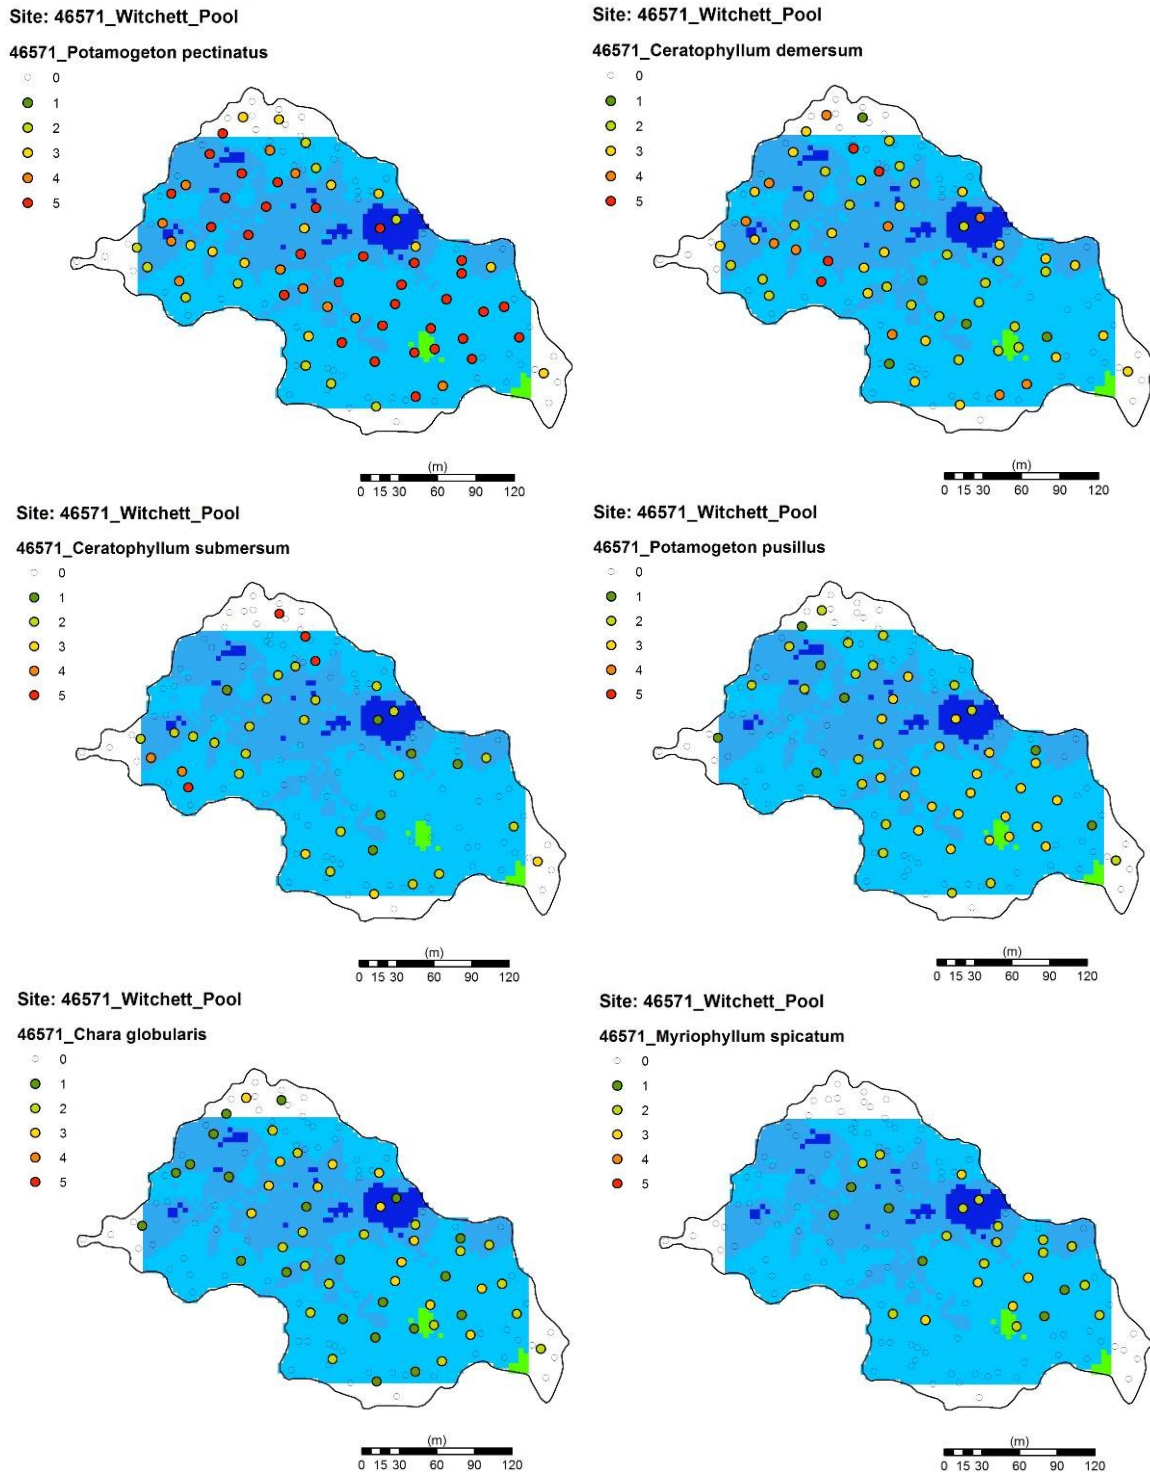 Site: 46571_Witchett_Pool
46571_Potamogeton pectinatus
0
1
2
3
4
5
(m)
0 15 30 60 90 120
Site: 46571_Witchett_Pool
46571_Ceratophyllum demersum
0
1
2
3
4
5
(m)
0 15 30 60 90 120
Site: 46571_Witchett_Pool
46571_Ceratophyllum submersum
0
1
2
3
4
5
(m)
0 15 30 60 90 120
Site: 46571_Witchett_Pool
46571_Potamogeton pusillus
0
1
2
3
4
5
(m)
0 15 30 60 90 120
Site: 46571_Witchett_Pool
46571_Chara globularis
0
1
2
3
4
5
(m)
0 15 30 60 90 120
Site: 46571_Witchett_Pool
46571_Myriophyllum spicatum
0
1
2
3
4
5
(m)
0 15 30 60 90 120